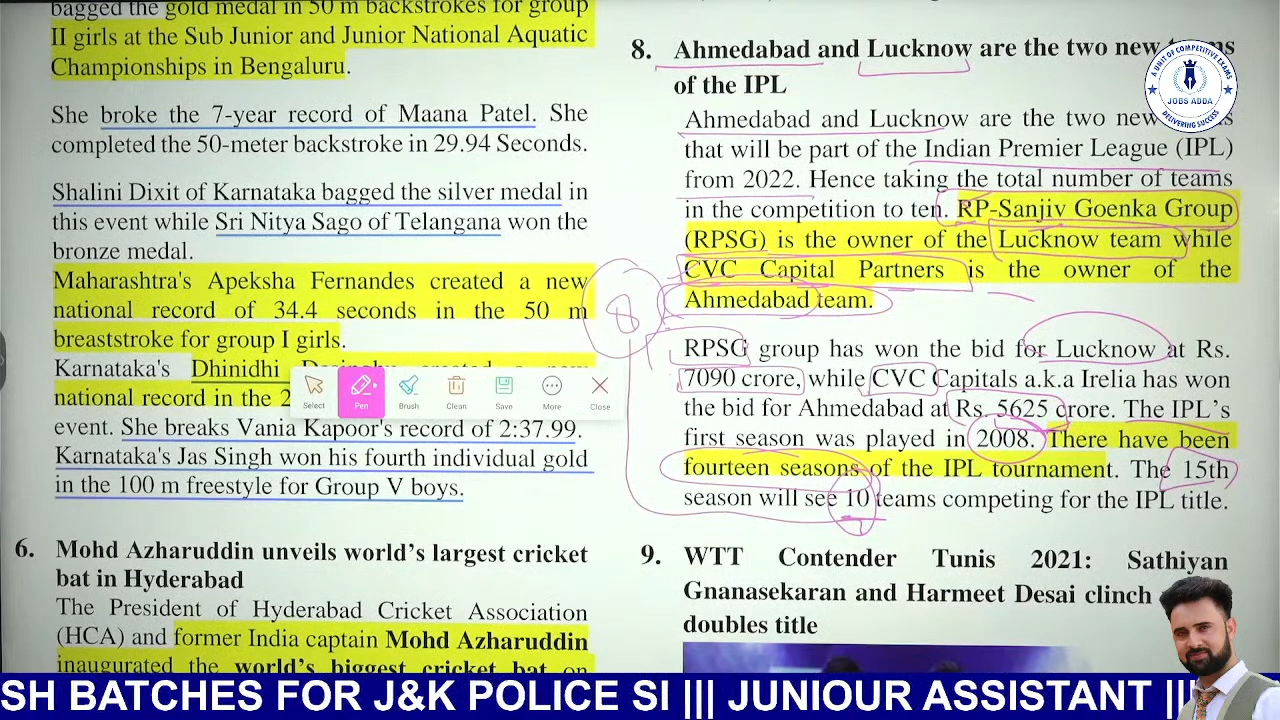 bagged the gold medal in 50 m backstrokes for group
II girls at the Sub Junior and Junior National Aquatic
Championships in Bengaluru.
She broke the 7-year record of Maana Patel. She
completed the 50-meter backstroke in 29.94 Seconds.
Shalini Dixit of Karnataka bagged the silver medal in
this event while Sri Nitya Sago of Telangana won the
bronze medal.
Maharashtra's Apeksha Fernandes created a new
national record of 34.4 seconds in the 50 m
breaststroke for group I girls.
Karnataka's Dhinidhi
national record in the 2
event. She breaks Vania Kapoor's record of 2:37.99.
Karnataka's Jas Singh won his fourth individual gold
in the 100 m freestyle for Group V boys.
6. Mohd Azharuddin unveils world's largest cricket
bat in Hyderabad
The President of Hyderabad Cricket Association
(HCA) and former India captain Mohd Azharuddin
inaugurated the world's biggest cricket bat on
8. Ahmedabad and Lucknow are the two new
of the IPL
Ahmedabad and Lucknow are the two new
that will be part of the Indian Premier League (IPL)
from 2022. Hence taking the total number of teams
in the competition to ten. RP-Sanjiv Goenka Group
(RPSG) is the owner of the Lucknow team while
CVC Capital Partners is the owner of the
Ahmedabad team.
RPSG group has won the bid for Lucknow at Rs.
7090 crore, while CVC Capitals a.k.a Irelia has won
the bid for Ahmedabad at Rs. 5625 crore. The IPL's
first season was played in 2008. There have been
fourteen seasons of the IPL tournament. The 15th
season will see 10 teams competing for the IPL title.
9. WTT Contender Tunis 2021: Sathiyan
Gnanasekaran and Harmeet Desai clinch
doubles title
8
Select Pen Brush Clean Save More Close
A UNIT OF COMPETITIVE EXAMS
JOBS ADDA
DELIVERING SUCCESS
SH BATCHES FOR J&K POLICE SI ||| JUNIOUR ASSISTANT |||